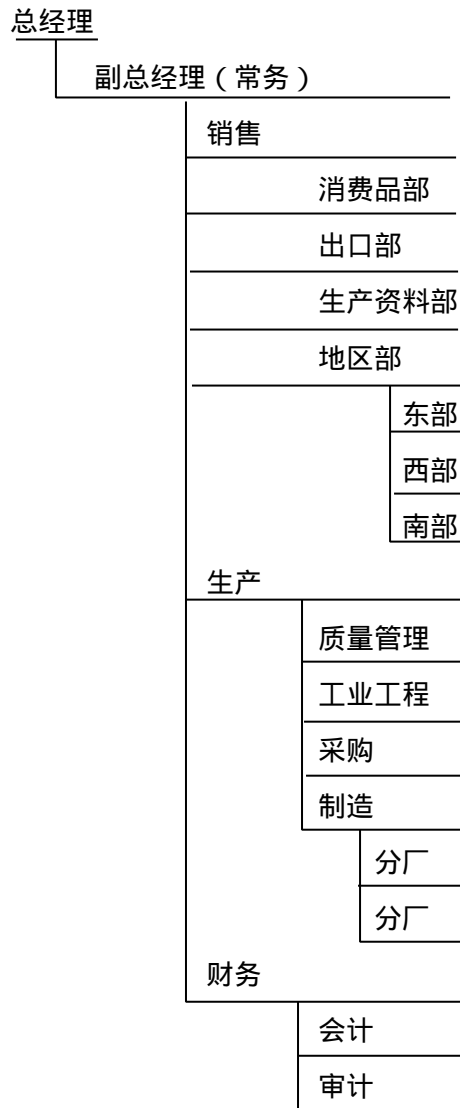 总经理
副总经理（常务）
销售
消费品部
出口部
生产资料部
地区部
东部
西部
南部
生产
质量管理
工业工程
采购
制造
分厂
分厂
财务
会计
审计